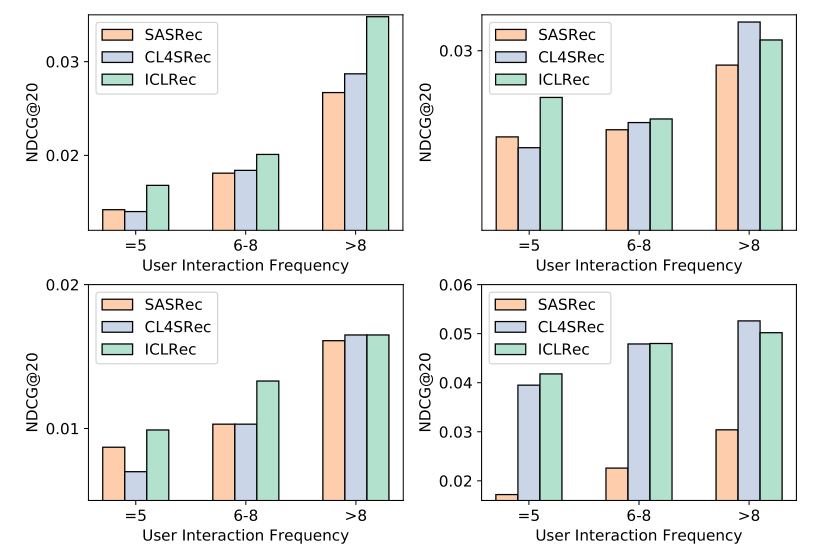 SASRec
CL4SRec
ICLRec
0.03
0.02
NDCG@20
=5
6-8
>8
User Interaction Frequency
SASRec
CL4SRec
ICLRec
0.03
NDCG@20
=5
6-8
>8
User Interaction Frequency
0.02
SASRec
CL4SRec
ICLRec
0.01
NDCG@20
=5
6-8
>8
User Interaction Frequency
0.06
SASRec
CL4SRec
ICLRec
0.05
0.04
0.03
0.02
NDCG@20
=5
6-8
>8
User Interaction Frequency